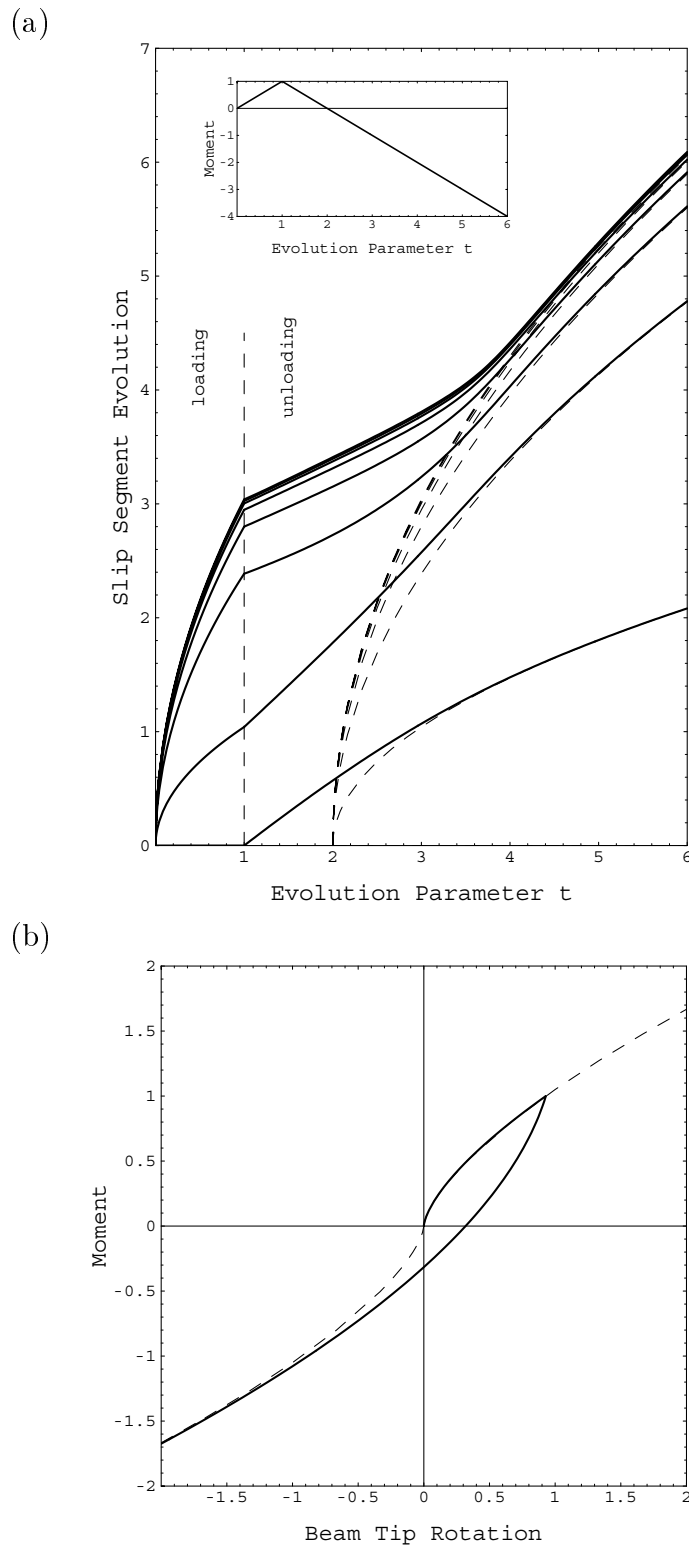 (a)
7
6
5
4
3
2
1
0
Slip Segment Evolution
1
0
-1
-2
-3
-4
Moment
1 2 3 4 5 6
Evolution Parameter t
loading
unloading
1 2 3 4 5 6
Evolution Parameter t
(b)
2
1.5
1
0.5
0
-0.5
-1
-1.5
-2
Moment
-1.5 -1 -0.5 0 0.5 1 1.5 2
Beam Tip Rotation